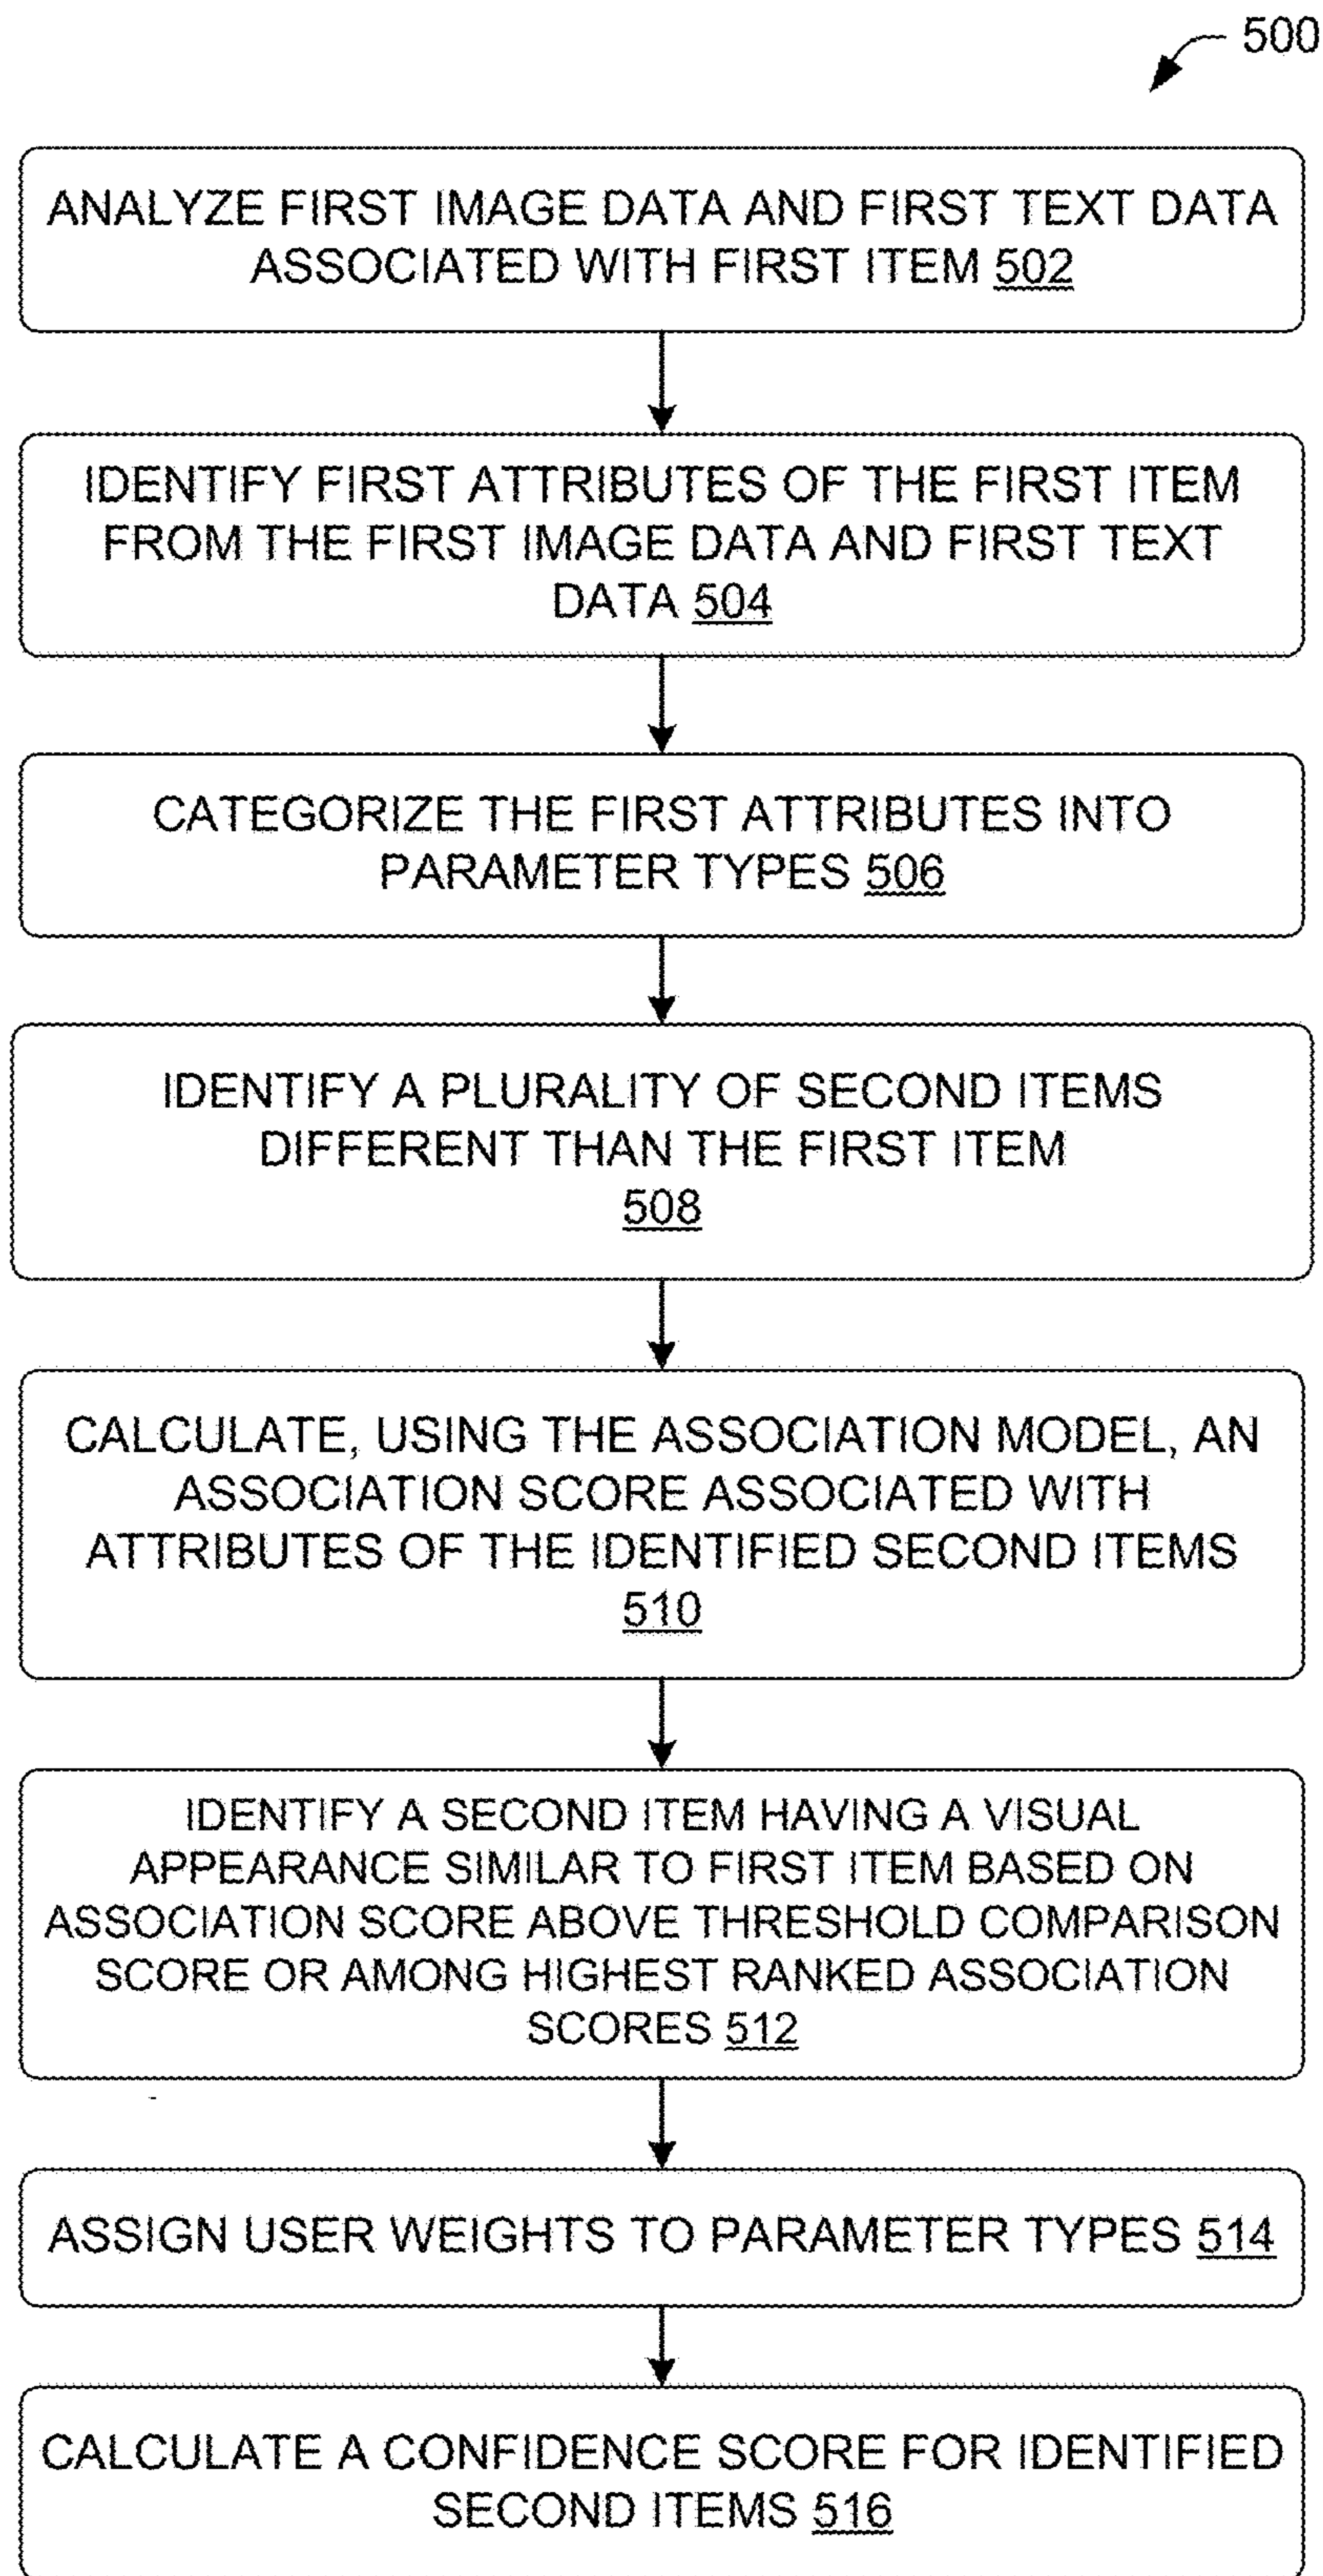 500
ANALYZE FIRST IMAGE DATA AND FIRST TEXT DATA
ASSOCIATED WITH FIRST ITEM 502
IDENTIFY FIRST ATTRIBUTES OF THE FIRST ITEM
FROM THE FIRST IMAGE DATA AND FIRST TEXT
DATA 504
CATEGORIZE THE FIRST ATTRIBUTES INTO
PARAMETER TYPES 506
IDENTIFY A PLURALITY OF SECOND ITEMS
DIFFERENT THAN THE FIRST ITEM
508
CALCULATE, USING THE ASSOCIATION MODEL, AN
ASSOCIATION SCORE ASSOCIATED WITH
ATTRIBUTES OF THE IDENTIFIED SECOND ITEMS
510
IDENTIFY A SECOND ITEM HAVING A VISUAL
APPEARANCE SIMILAR TO FIRST ITEM BASED ON
ASSOCIATION SCORE ABOVE THRESHOLD COMPARISON
SCORE OR AMONG HIGHEST RANKED ASSOCIATION
SCORES 512
ASSIGN USER WEIGHTS TO PARAMETER TYPES 514
CALCULATE A CONFIDENCE SCORE FOR IDENTIFIED
SECOND ITEMS 516